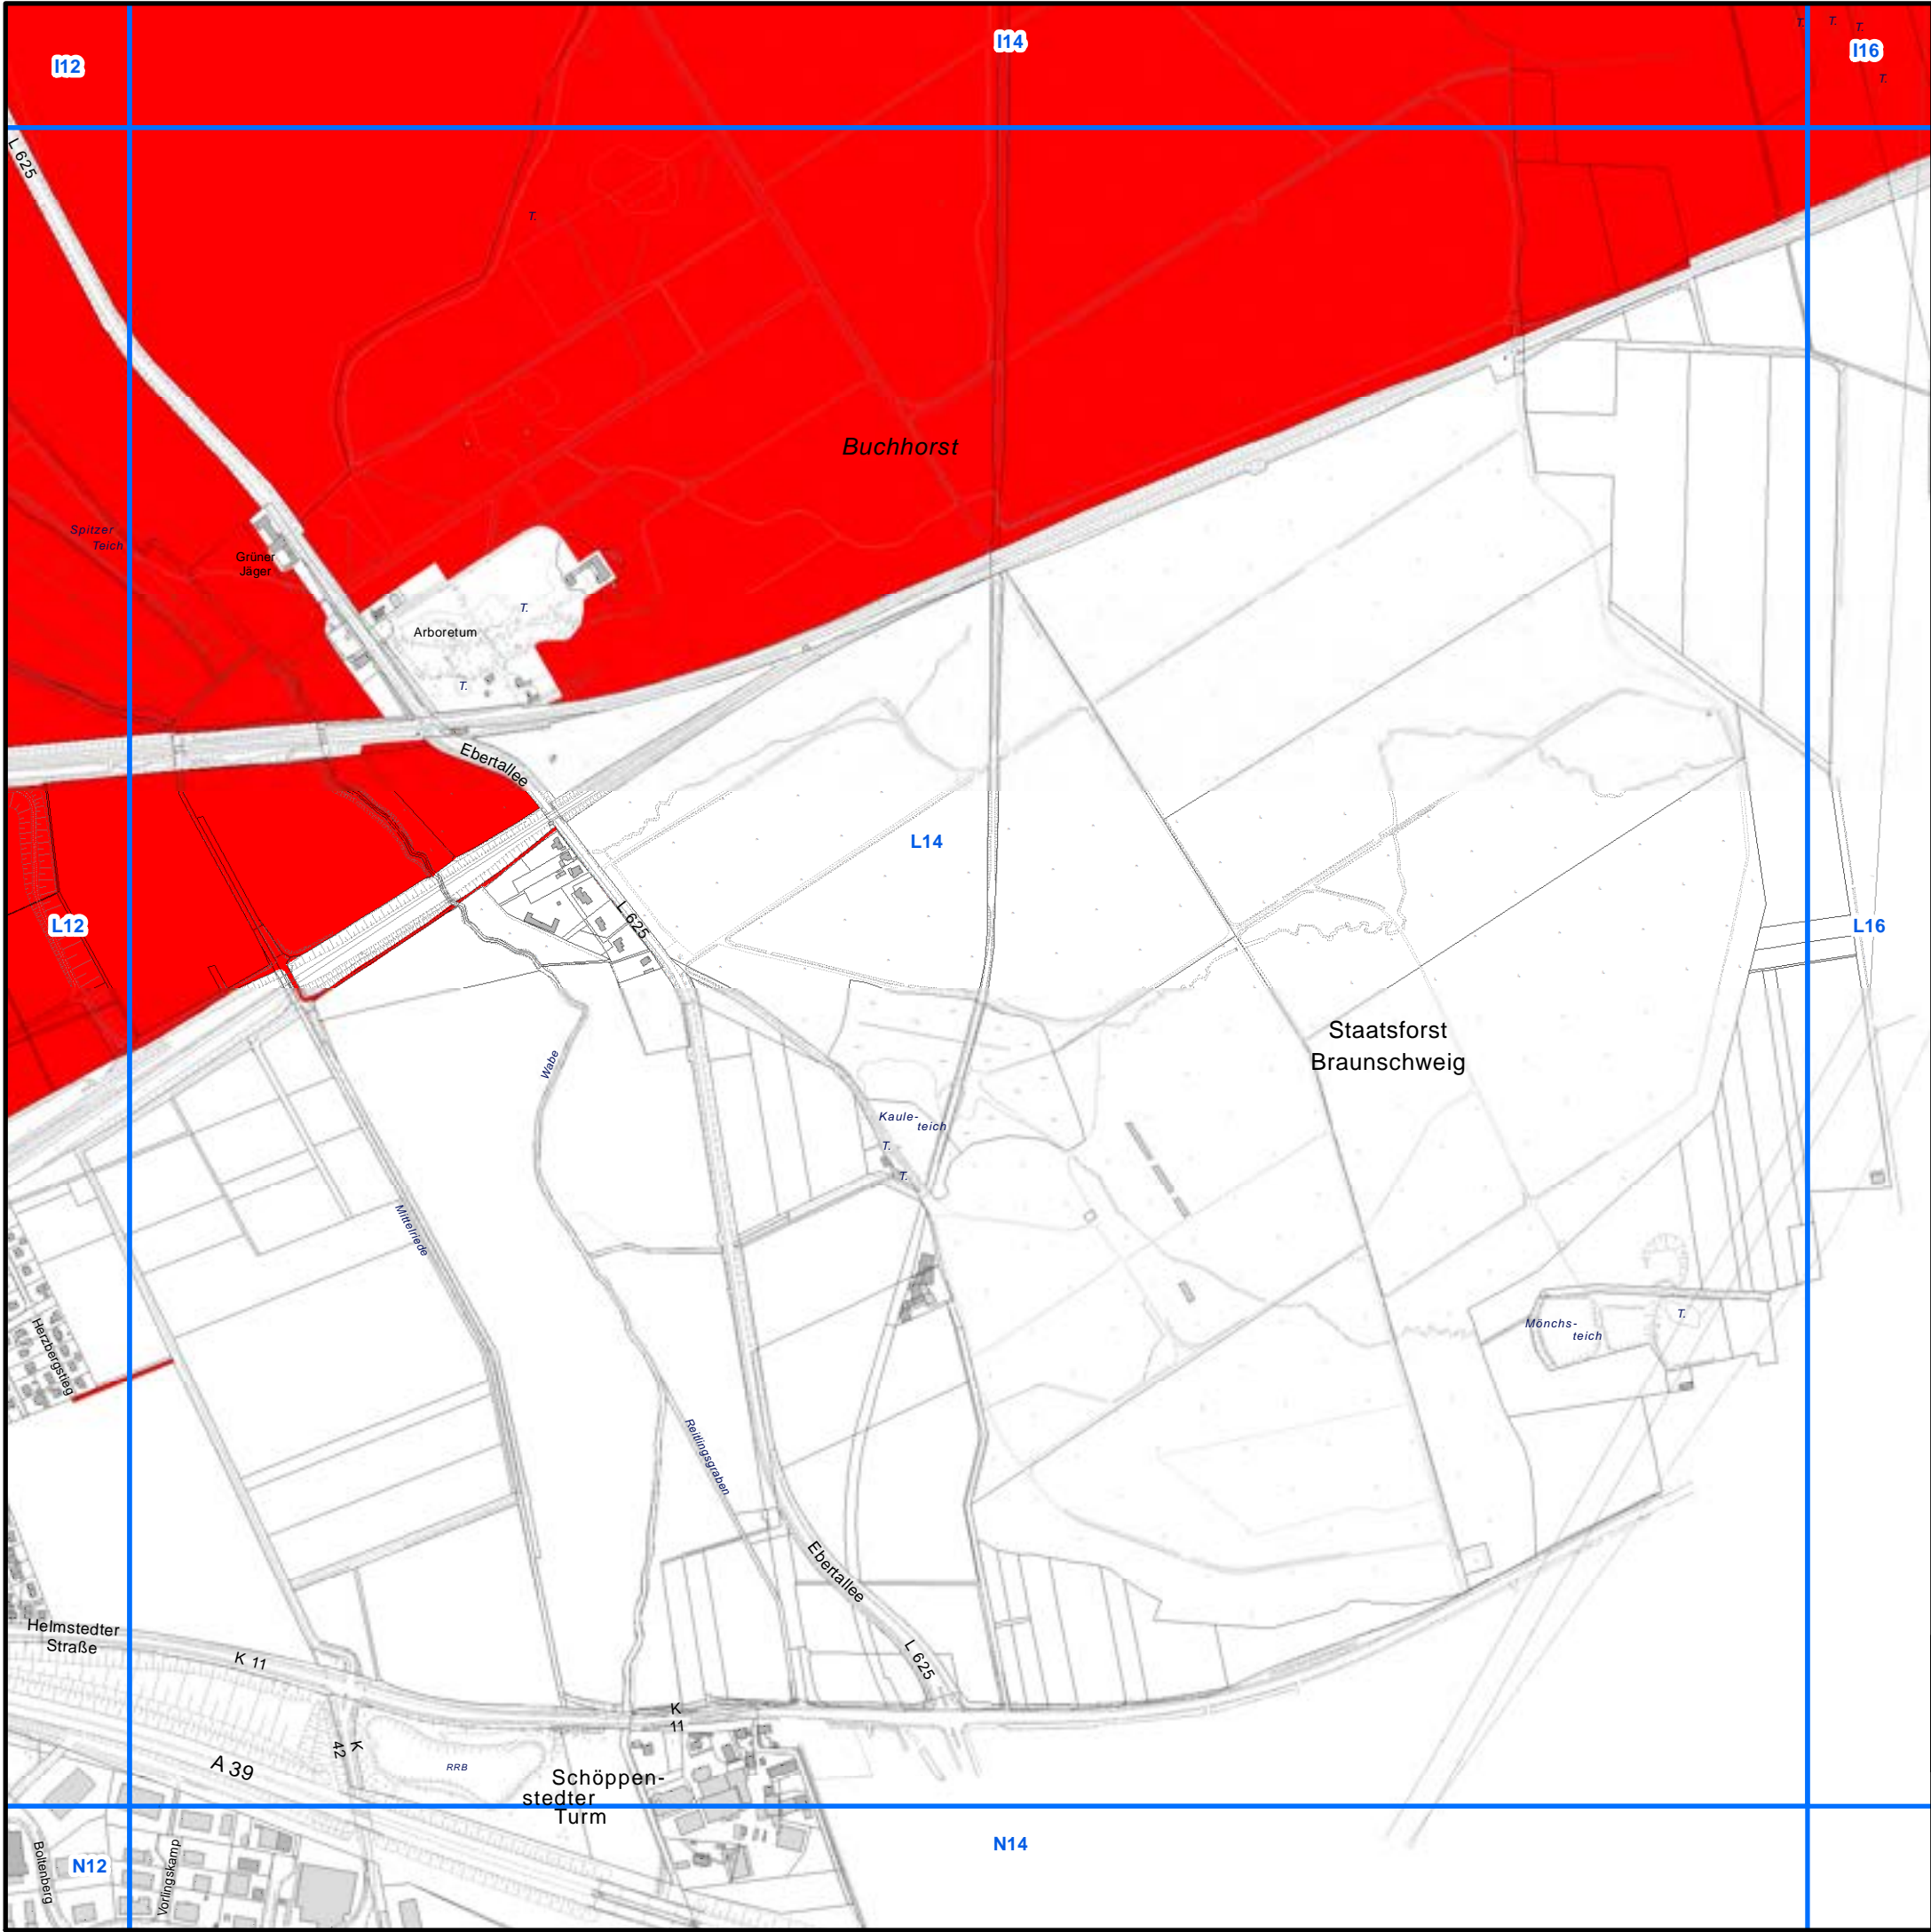 I12
I14
T.
T.
T.
I16
T.
L 625
T.
Buchhorst
Spitzer
Teich
Grüner
Jäger
T.
Arboretum
T.
Ebertallee
L14
L 625
L12
L16
Staatsforst
Braunschweig
Wabe
Kaule-
teich
T.
T.
Mittelriede
Herzbergstieg
T.
Mönchs-
teich
Reitlingsgraben
Ebertallee
Helmstedter
Straße
K 11
L 625
K
11
K
42
A 39
RRB
Schöppen-
stedter
Turm
N14
N12
Boltenberg
Vorlingskamp